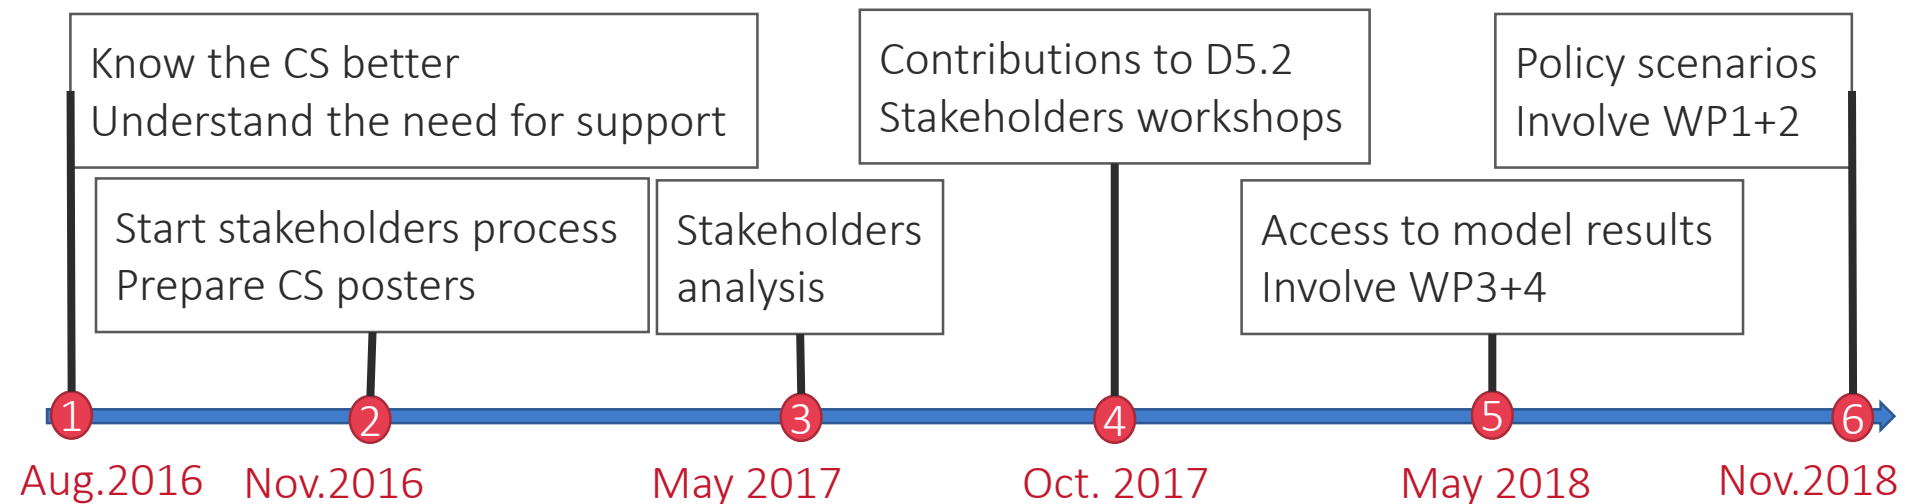 Know the CS better
Understand the need for support
Contributions to D5.2
Stakeholders workshops
Policy scenarios
Involve WP1+2
Start stakeholders process
Prepare CS posters
Stakeholders
analysis
Access to model results
Involve WP3+4
1 2 3 4 5 6
Aug.2016 Nov.2016 May 2017 Oct. 2017 May 2018 Nov.2018